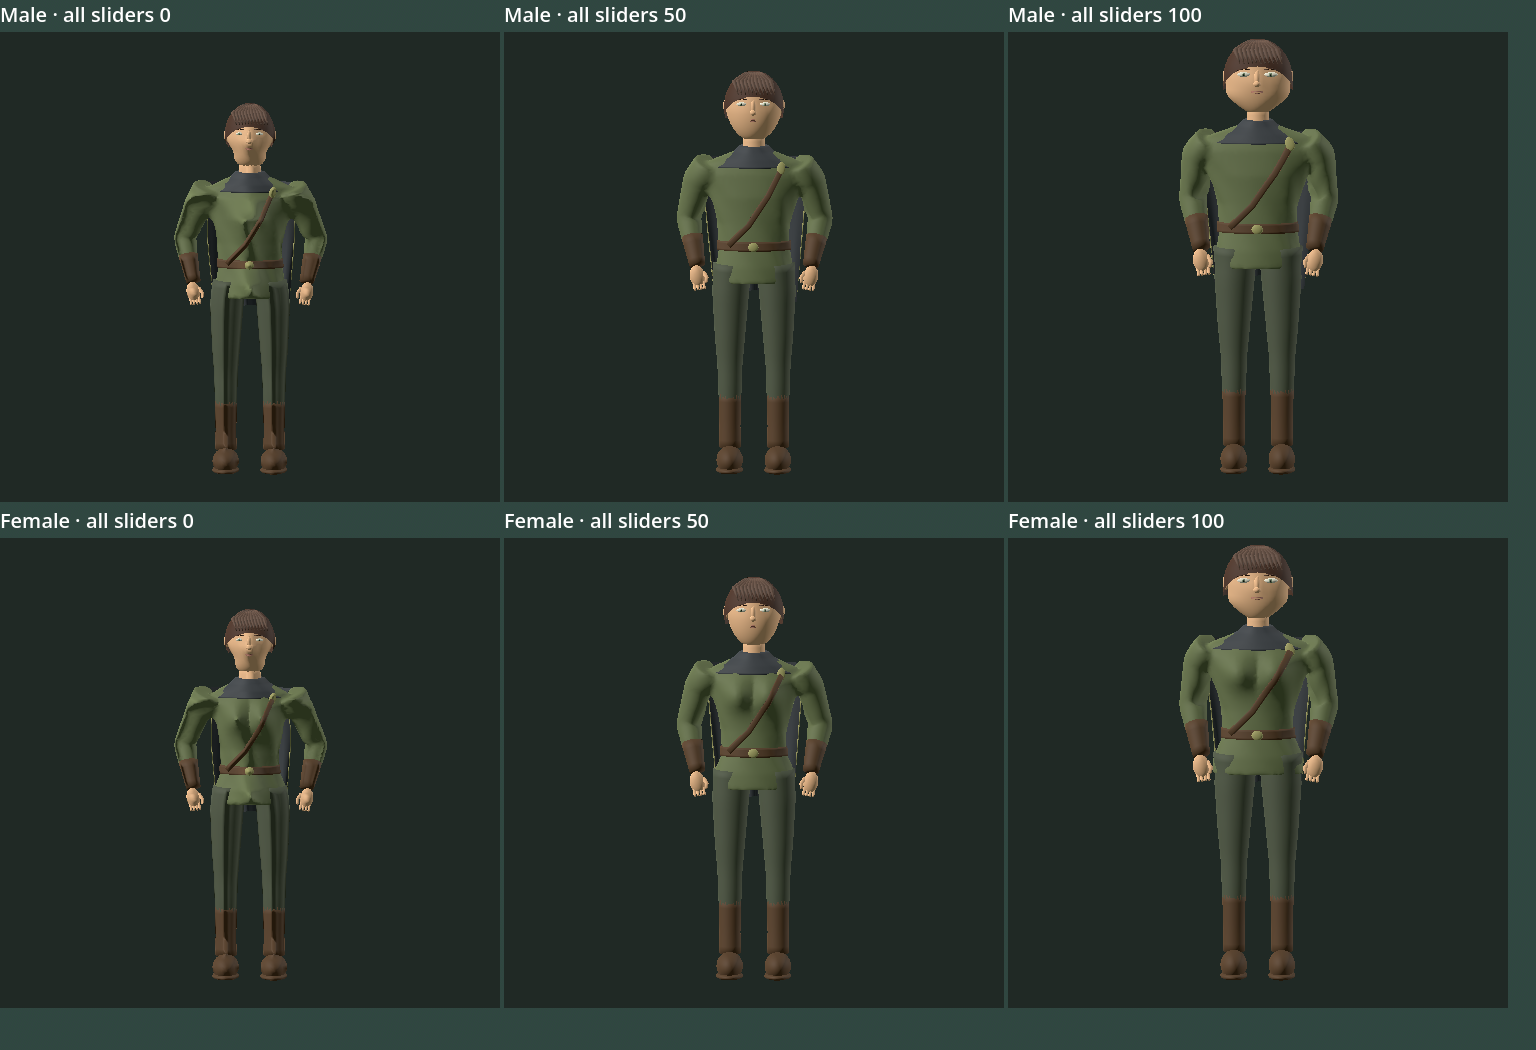 Male · all sliders 0
Male · all sliders 50
Male · all sliders 100
Female · all sliders 0
Female · all sliders 50
Female · all sliders 100